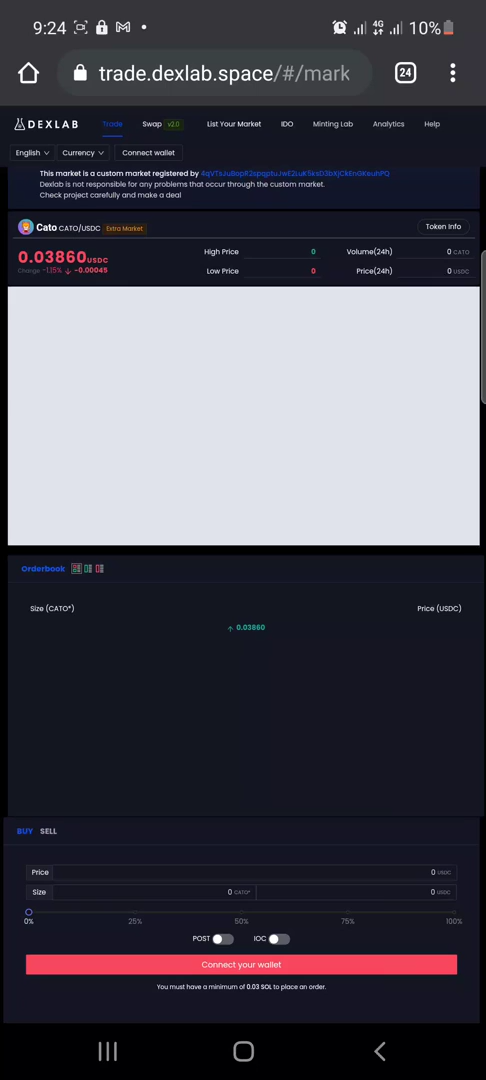 9:24 4G 10%
trade.dexlab.space/#/mark 24
DEXLAB Trade Swap v2.0 List Your Market IDO Minting Lab Analytics Help
English Currency Connect wallet
This market is a custom market registered by
Dexlab is not responsible for any problems that occur through the custom market.
Check project carefully and make a deal
Cato CATO/USDC Extra Market Token Info
0.03860 USDC High Price 0 Volume(24h) 0 CATO
Change -1.15% ↓ -0.00045 Low Price 0 Price(24h) 0 USDC
Orderbook
Size (CATO*) Price (USDC)
↑ 0.03860
BUY SELL
Price 0 USDC
Size 0 CATO* 0 USDC
0% 25% 50% 75% 100%
POST IOC
Connect your wallet
You must have a minimum of 0.03 SOL to place an order.